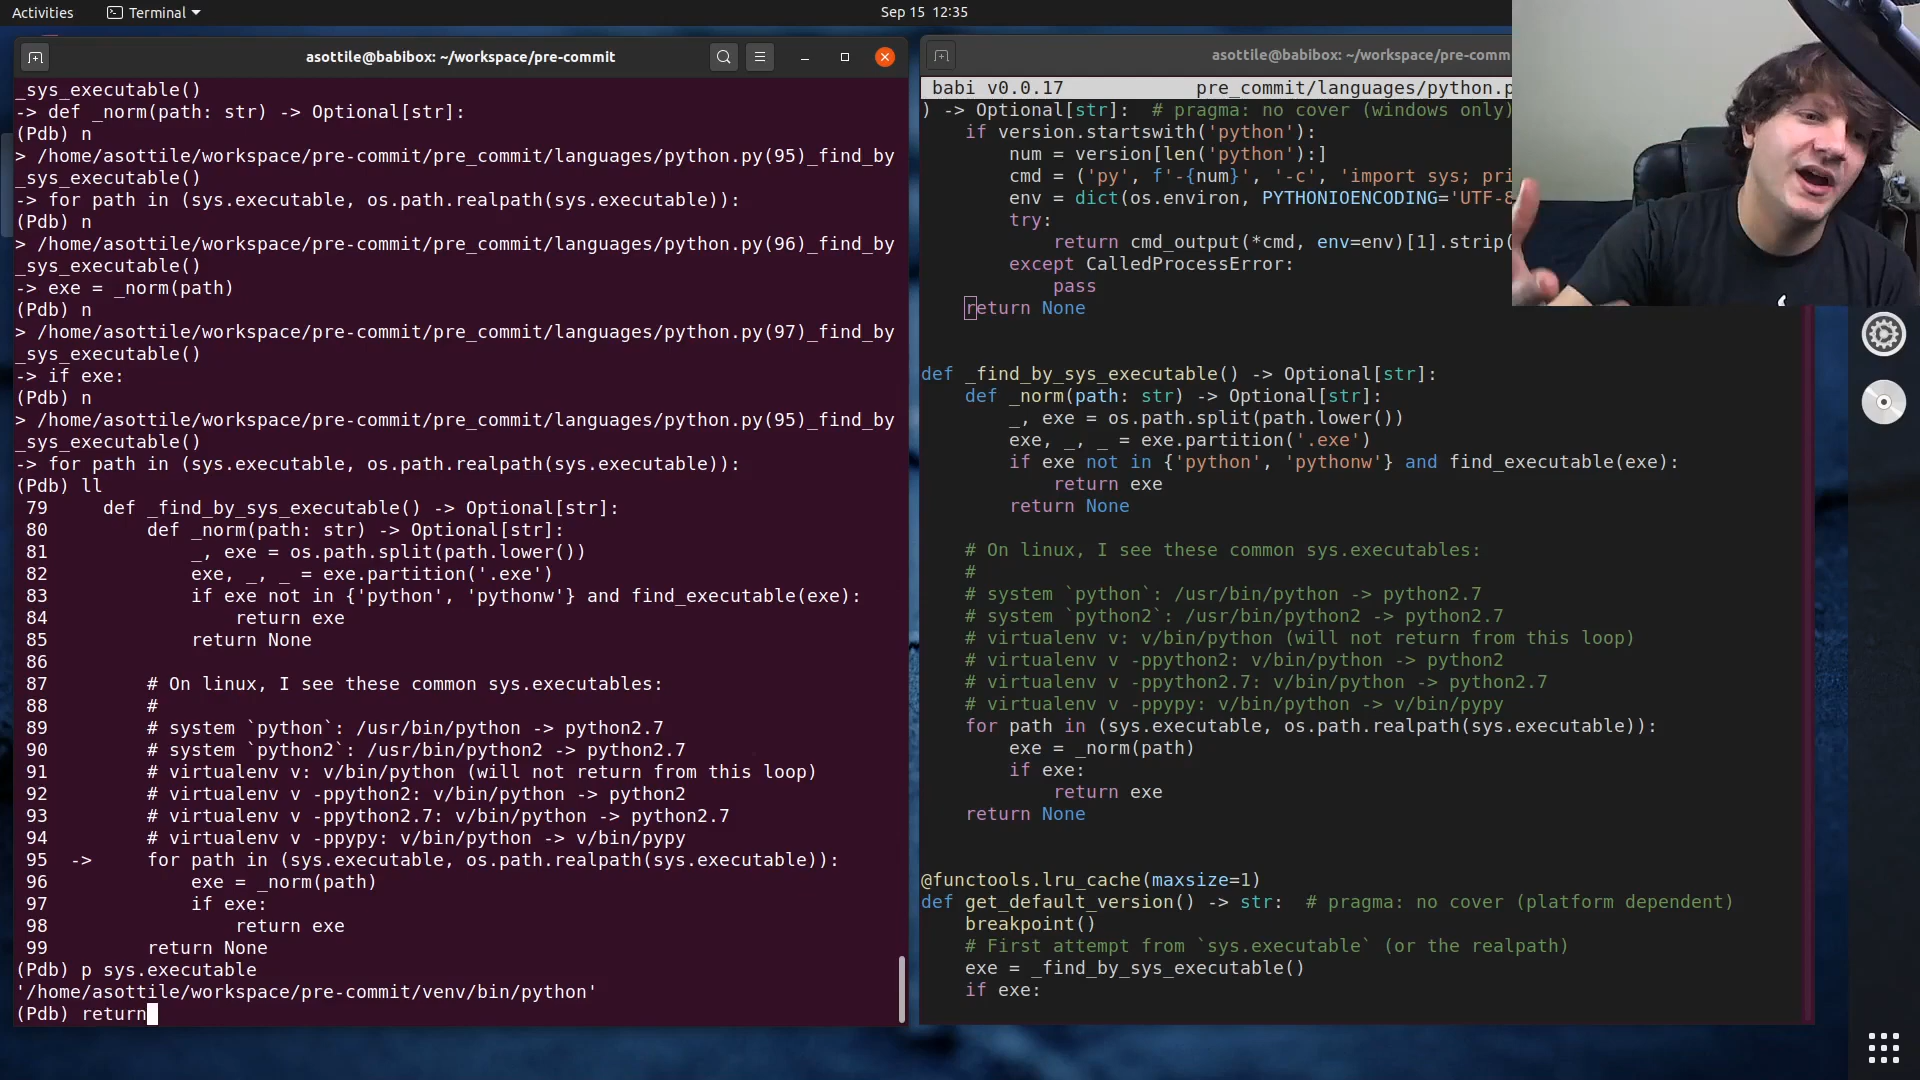 Activities
Terminal
Sep 15 12:35
asottile@babibox: ~/workspace/pre-commit
_sys_executable()
-> def _norm(path: str) -> Optional[str]:
(Pdb) n
> /home/asottile/workspace/pre-commit/pre_commit/languages/python.py(95)_find_by
_sys_executable()
-> for path in (sys.executable, os.path.realpath(sys.executable)):
(Pdb) n
> /home/asottile/workspace/pre-commit/pre_commit/languages/python.py(96)_find_by
_sys_executable()
-> exe = _norm(path)
(Pdb) n
> /home/asottile/workspace/pre-commit/pre_commit/languages/python.py(97)_find_by
_sys_executable()
-> if exe:
(Pdb) n
> /home/asottile/workspace/pre-commit/pre_commit/languages/python.py(95)_find_by
_sys_executable()
-> for path in (sys.executable, os.path.realpath(sys.executable)):
(Pdb) ll
 79     def _find_by_sys_executable() -> Optional[str]:
 80         def _norm(path: str) -> Optional[str]:
 81             _, exe = os.path.split(path.lower())
 82             exe, _, _ = exe.partition('.exe')
 83             if exe not in {'python', 'pythonw'} and find_executable(exe):
 84                 return exe
 85             return None
 86
 87         # On linux, I see these common sys.executables:
 88         #
 89         # system `python`: /usr/bin/python -> python2.7
 90         # system `python2`: /usr/bin/python2 -> python2.7
 91         # virtualenv v: v/bin/python (will not return from this loop)
 92         # virtualenv v -ppython2: v/bin/python -> python2
 93         # virtualenv v -ppython2.7: v/bin/python -> python2.7
 94         # virtualenv v -ppypy: v/bin/python -> v/bin/pypy
 95  ->     for path in (sys.executable, os.path.realpath(sys.executable)):
 96             exe = _norm(path)
 97             if exe:
 98                 return exe
 99         return None
(Pdb) p sys.executable
'/home/asottile/workspace/pre-commit/venv/bin/python'
(Pdb) return
asottile@babibox: ~/workspace/pre-comm
babi v0.0.17            pre_commit/languages/python.p
) -> Optional[str]:  # pragma: no cover (windows only)
    if version.startswith('python'):
        num = version[len('python'):]
        cmd = ('py', f'-{num}', '-c', 'import sys; pri
        env = dict(os.environ, PYTHONIOENCODING='UTF-8
        try:
            return cmd_output(*cmd, env=env)[1].strip(
        except CalledProcessError:
            pass
    return None
def _find_by_sys_executable() -> Optional[str]:
    def _norm(path: str) -> Optional[str]:
        _, exe = os.path.split(path.lower())
        exe, _, _ = exe.partition('.exe')
        if exe not in {'python', 'pythonw'} and find_executable(exe):
            return exe
        return None
    # On linux, I see these common sys.executables:
    #
    # system `python`: /usr/bin/python -> python2.7
    # system `python2`: /usr/bin/python2 -> python2.7
    # virtualenv v: v/bin/python (will not return from this loop)
    # virtualenv v -ppython2: v/bin/python -> python2
    # virtualenv v -ppython2.7: v/bin/python -> python2.7
    # virtualenv v -ppypy: v/bin/python -> v/bin/pypy
    for path in (sys.executable, os.path.realpath(sys.executable)):
        exe = _norm(path)
        if exe:
            return exe
    return None
@functools.lru_cache(maxsize=1)
def get_default_version() -> str:  # pragma: no cover (platform dependent)
    breakpoint()
    # First attempt from `sys.executable` (or the realpath)
    exe = _find_by_sys_executable()
    if exe: